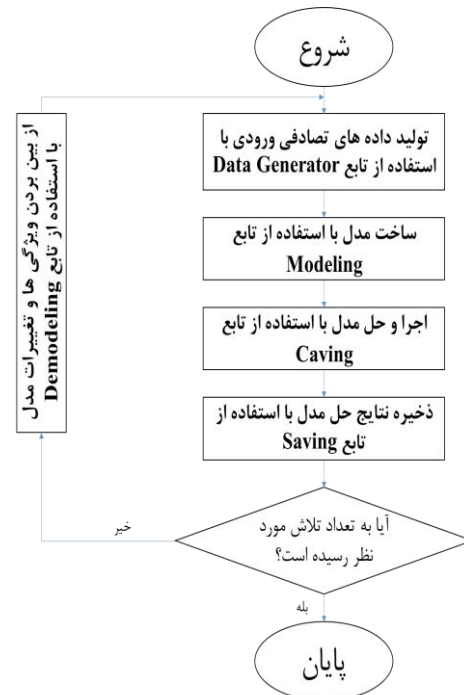 شروع
تولید داده های تصادفی ورودی با
استفاده از تابع Data Generator
ساخت مدل با استفاده از تابع
Modeling
اجرا و حل مدل با استفاده از تابع
Caving
ذخیره نتایج حل مدل با استفاده از
تابع Saving
آیا به تعداد تلاش مورد
نظر رسیده است؟
خیر
از بین بردن ویژگی ها و تغییرات مدل
با استفاده از تابع Demodeling
بله
پایان